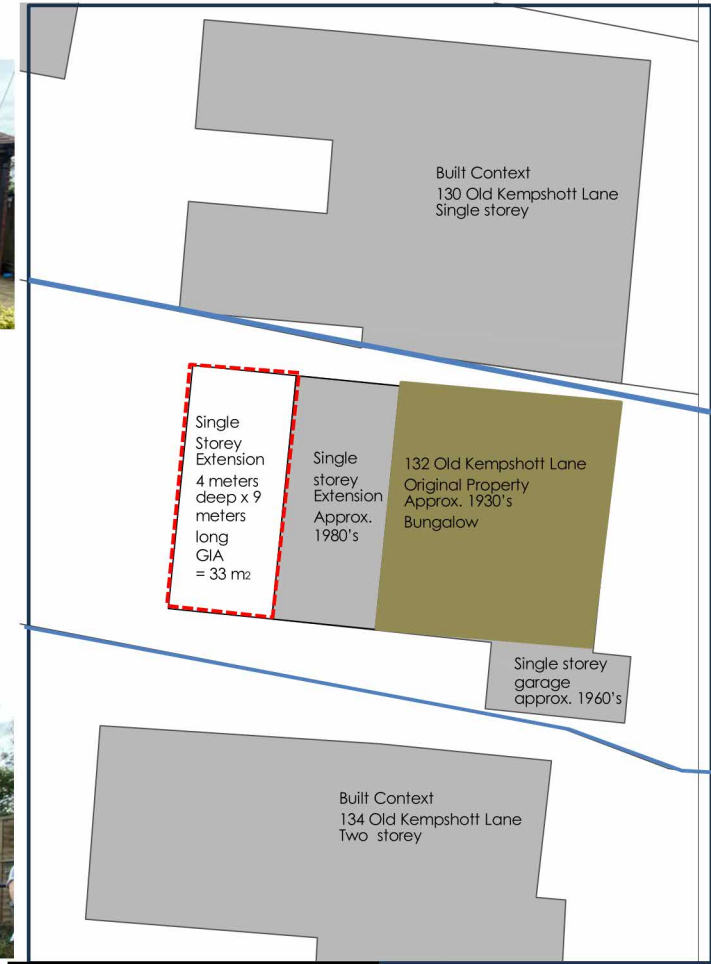 Built Context
130 Old Kempshott Lane
Single storey
Single
Storey
Extension
4 meters
deep x 9
meters
long
GIA
= 33 m2
Single
storey
Extension
Approx.
1980's
132 Old Kempshott Lane
Original Property
Approx. 1930's
Bungalow
Single storey
garage
approx. 1960's
Built Context
134 Old Kempshott Lane
Two storey